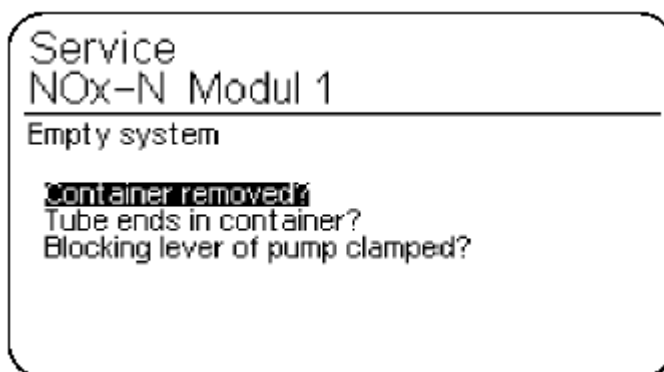 Service
NOx-N Modul 1
Empty system
Container removed?
Tube ends in container?
Blocking lever of pump clamped?